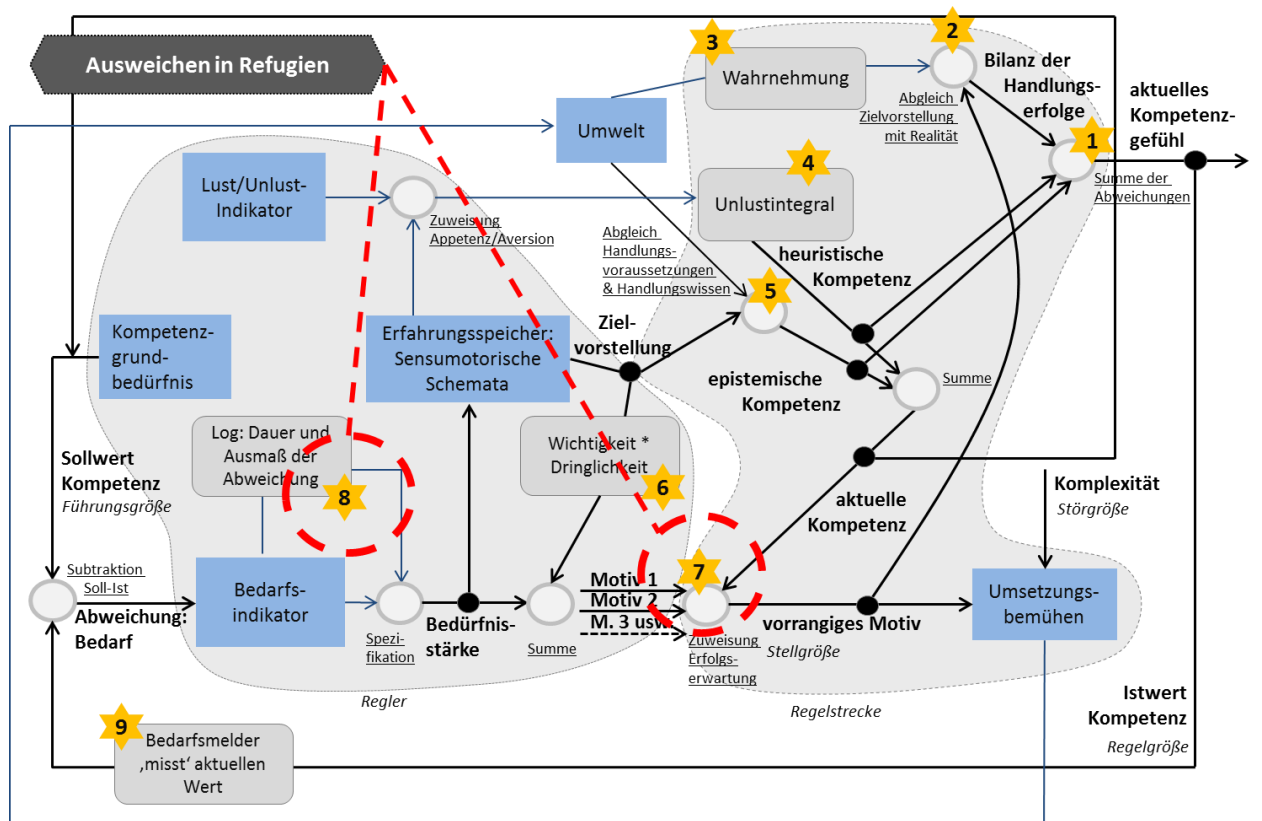 Ausweichen in Refugien
3
Wahrnehmung
2
Bilanz der
Handlungs-
erfolge
Abgleich
Zielvorstellung
mit Realität
aktuelles
Kompetenz-
gefühl
1
Summe der
Abweichungen
Umwelt
Lust/Unlust-
Indikator
Zuweisung
Appetenz/Aversion
4
Unlustintegral
Abgleich
Handlungs-
voraussetzungen
& Handlungswissen
heuristische
Kompetenz
5
Kompetenz-
grund-
bedürfnis
Erfahrungsspeicher:
Sensumotorische
Schemata
Ziel-
vorstellung
epistemische
Kompetenz
Summe
Log: Dauer und
Ausmaß der
Abweichung
8
Wichtigkeit *
Dringlichkeit
6
Sollwert
Kompetenz
Führungsgröße
aktuelle
Kompetenz
Komplexität
Störgröße
Subtraktion
Soll-Ist
Abweichung:
Bedarf
Bedarfs-
indikator
Spezi-
fikation
Bedürfnis-
stärke
Summe
Motiv 1
Motiv 2
M. 3 usw.
7
Zuweisung
Erfolgs-
erwartung
vorrangiges Motiv
Stellgröße
Umsetzungs-
bemühen
Regler
Regelstrecke
Istwert
Kompetenz
Regelgröße
9
Bedarfsmelder
‚misst‘ aktuellen
Wert